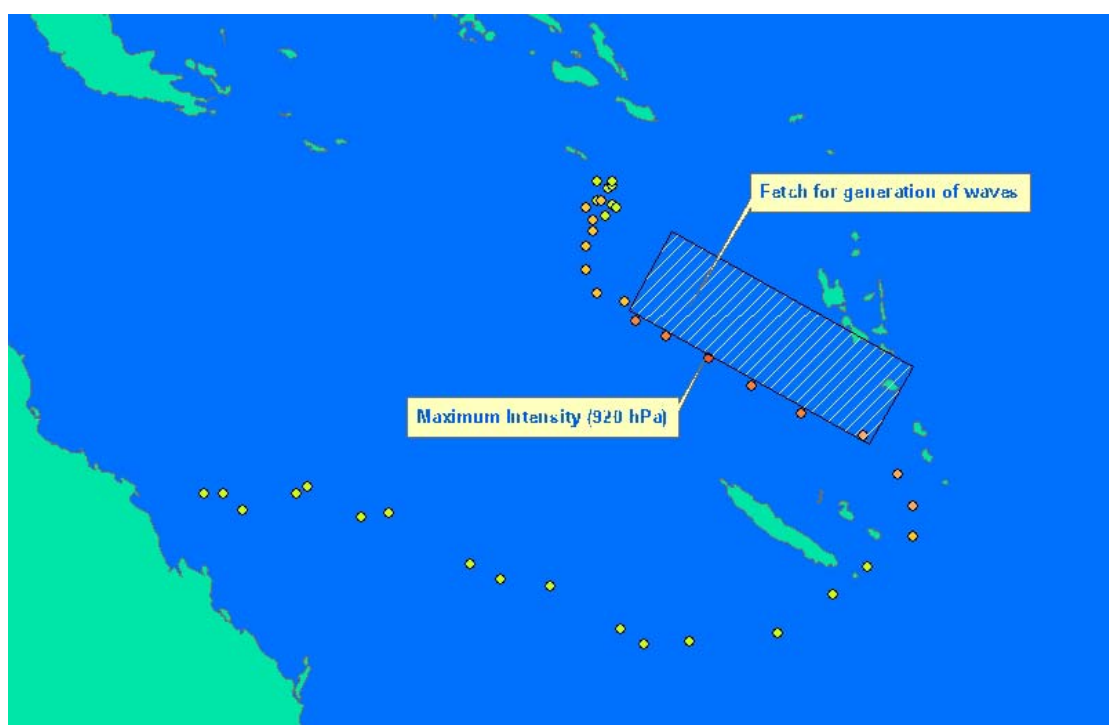 Fetch for generation of waves
Maximum Intensity (920 hPa)